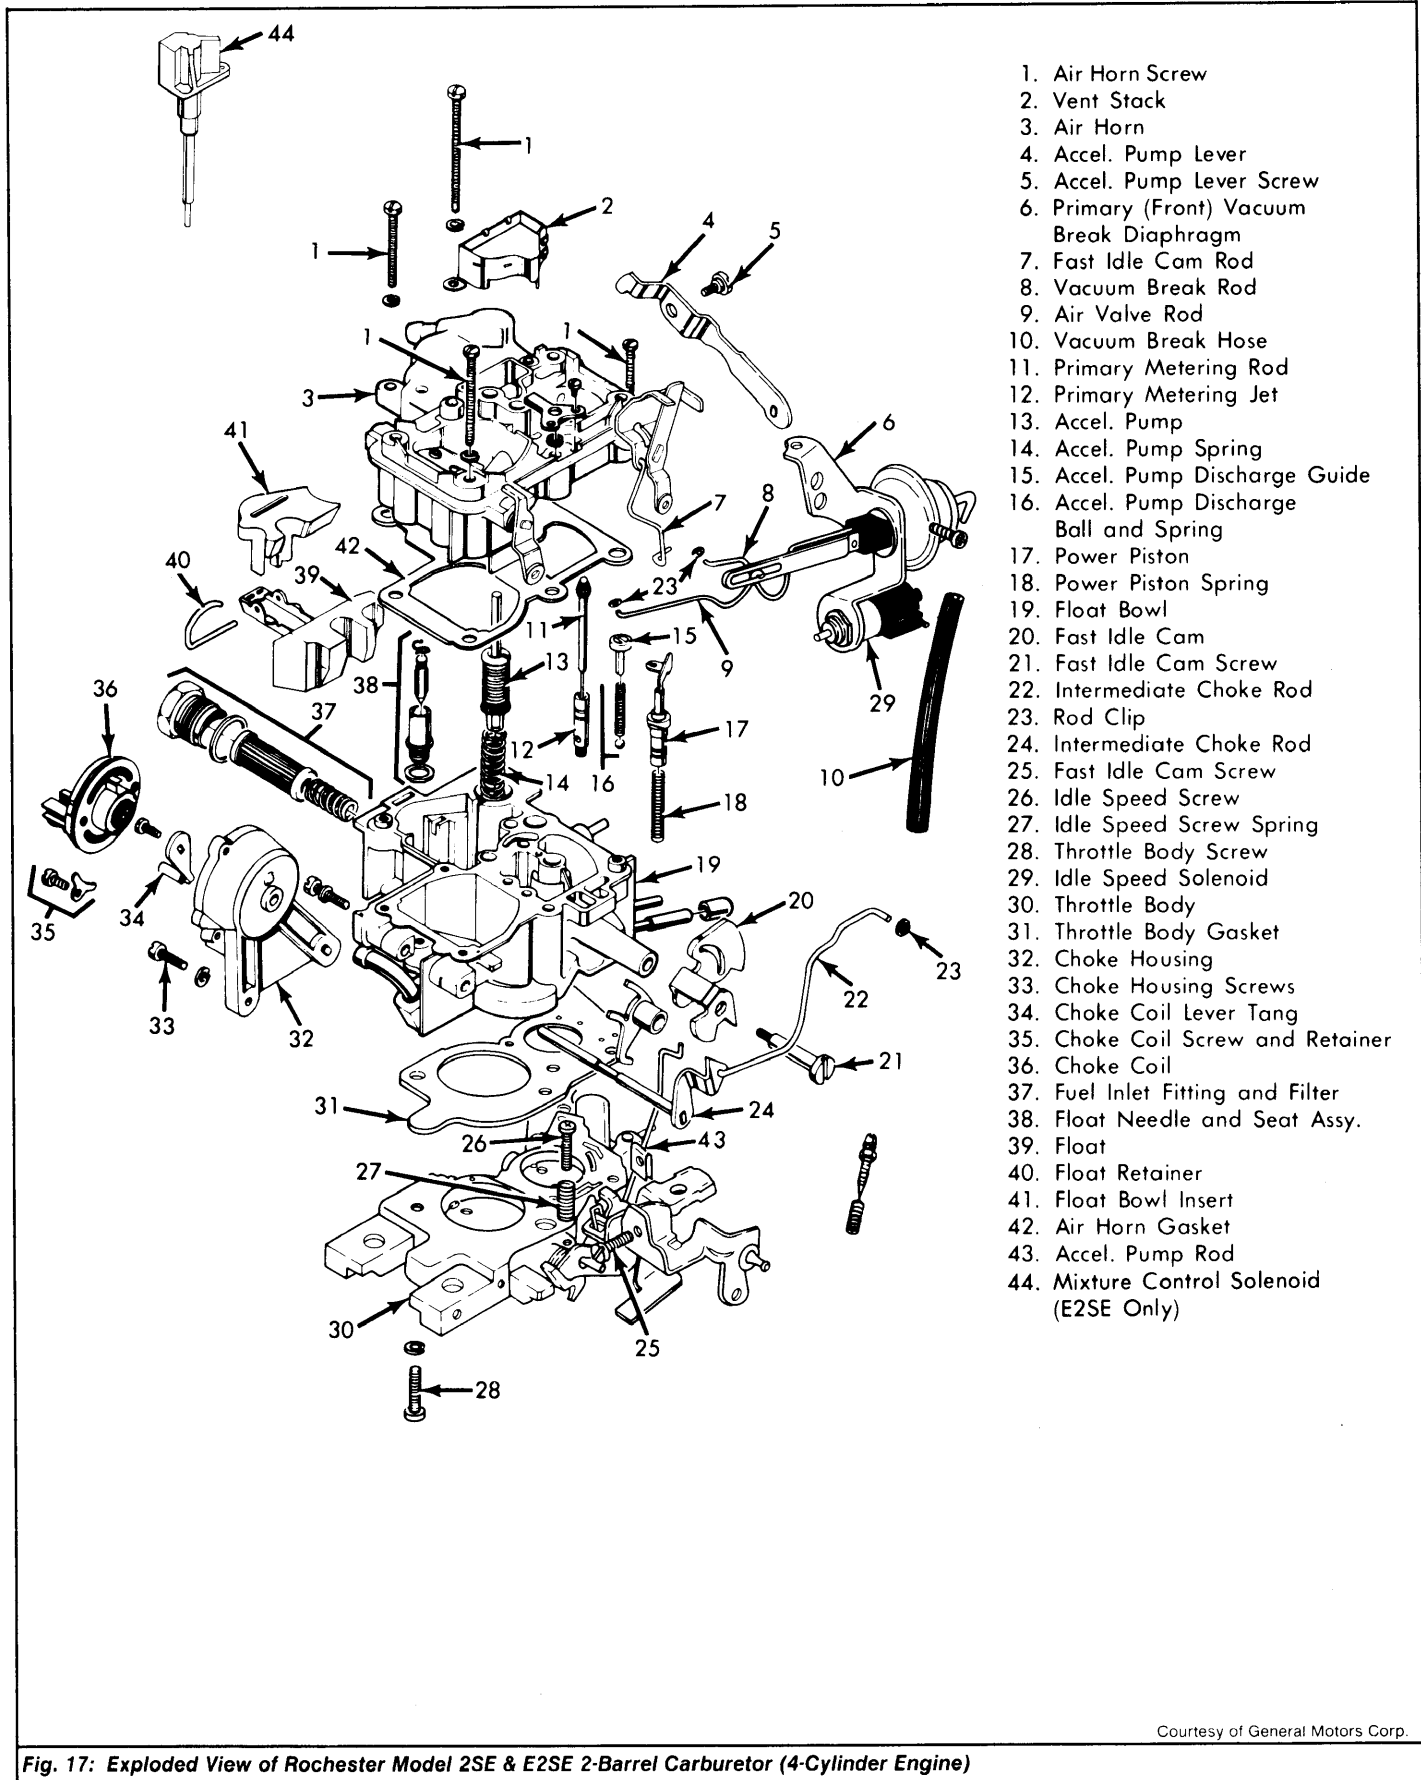 44
1
2
1
4
5
1
1
3
41
6
42
7
8
40
39
23
11
15
9
13
38
36
37
29
17
12
16
14
10
18
19
20
34
35
23
22
33
32
21
31
24
26
43
27
30
25
28
1. Air Horn Screw
2. Vent Stack
3. Air Horn
4. Accel. Pump Lever
5. Accel. Pump Lever Screw
6. Primary (Front) Vacuum
Break Diaphragm
7. Fast Idle Cam Rod
8. Vacuum Break Rod
9. Air Valve Rod
10. Vacuum Break Hose
11. Primary Metering Rod
12. Primary Metering Jet
13. Accel. Pump
14. Accel. Pump Spring
15. Accel. Pump Discharge Guide
16. Accel. Pump Discharge
Ball and Spring
17. Power Piston
18. Power Piston Spring
19. Float Bowl
20. Fast Idle Cam
21. Fast Idle Cam Screw
22. Intermediate Choke Rod
23. Rod Clip
24. Intermediate Choke Rod
25. Fast Idle Cam Screw
26. Idle Speed Screw
27. Idle Speed Screw Spring
28. Throttle Body Screw
29. Idle Speed Solenoid
30. Throttle Body
31. Throttle Body Gasket
32. Choke Housing
33. Choke Housing Screws
34. Choke Coil Lever Tang
35. Choke Coil Screw and Retainer
36. Choke Coil
37. Fuel Inlet Fitting and Filter
38. Float Needle and Seat Assy.
39. Float
40. Float Retainer
41. Float Bowl Insert
42. Air Horn Gasket
43. Accel. Pump Rod
44. Mixture Control Solenoid
(E2SE Only)
Courtesy of General Motors Corp.
Fig. 17: Exploded View of Rochester Model 2SE & E2SE 2-Barrel Carburetor (4-Cylinder Engine)